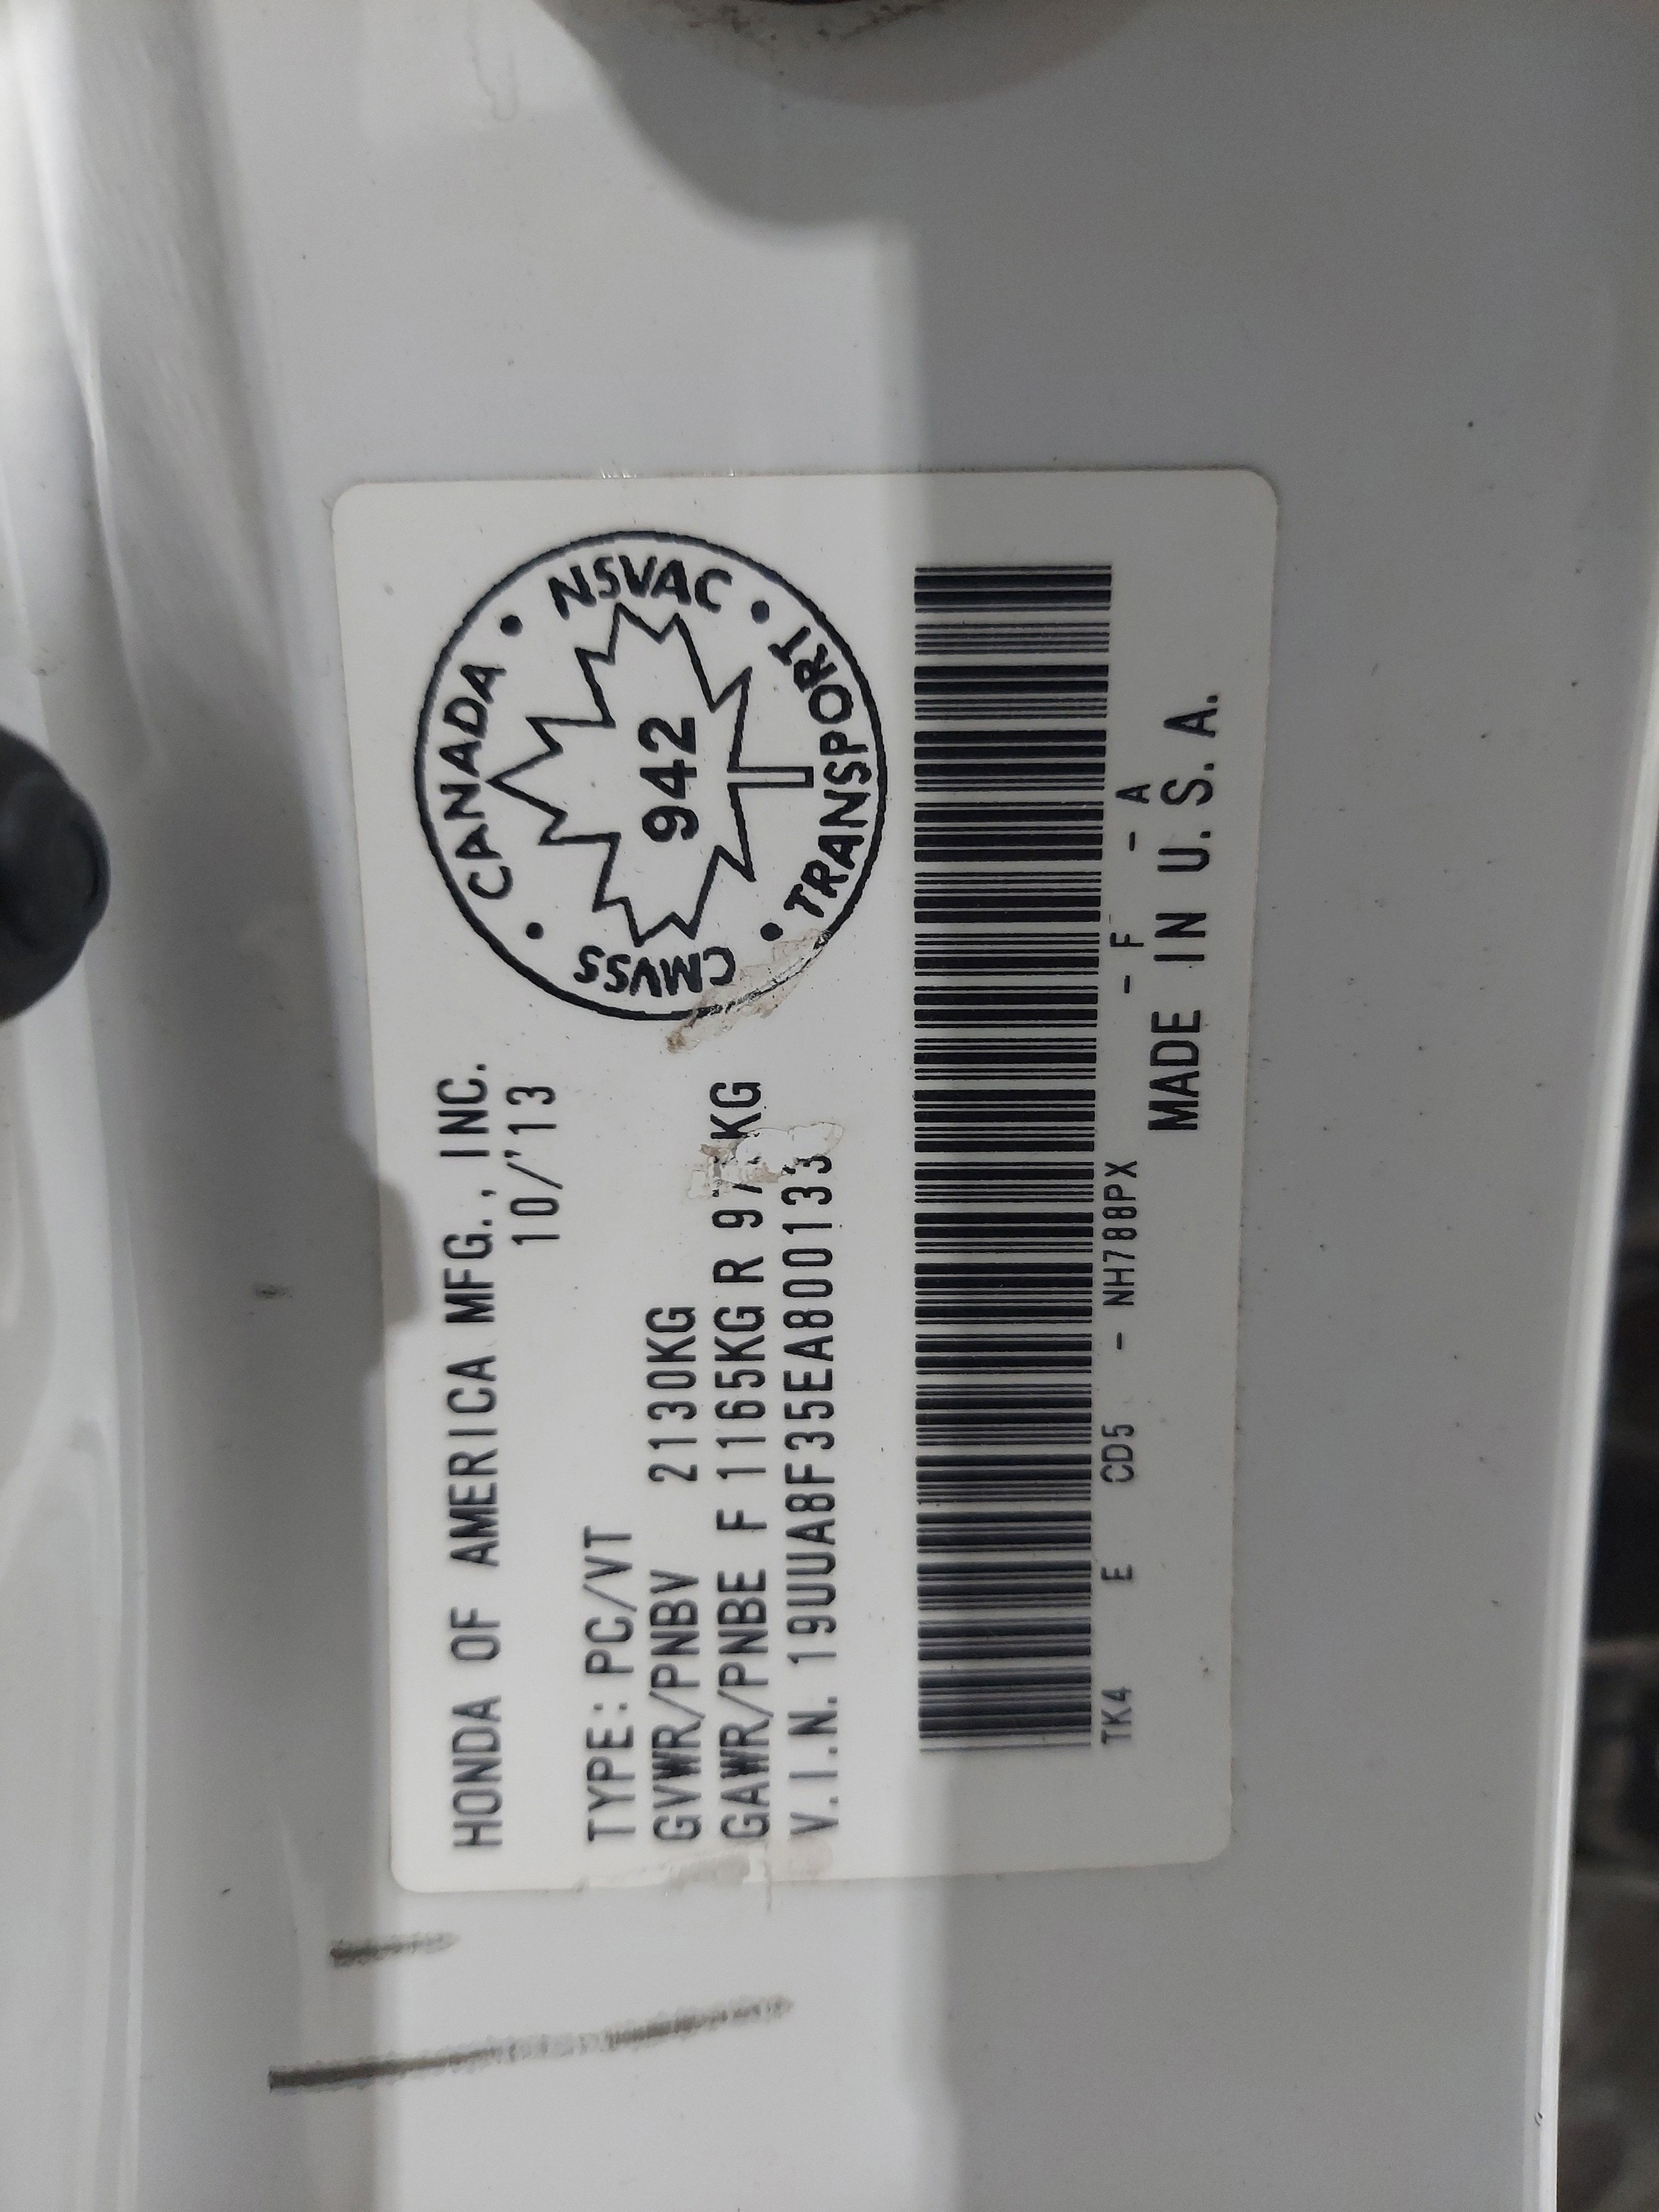 HONDA OF AMERICA MFG., INC.
10/'13
TYPE: PC/VT
GVWR/PNBV 2130KG
GAWR/PNBE F 1165KG R
V.I.N. 19UUA8F35EA800133
CANADA
NSVAC
TRANSPORT
CMVSS
942
TK4 E CD5 - NH788PX - F - A
MADE IN U.S.A.